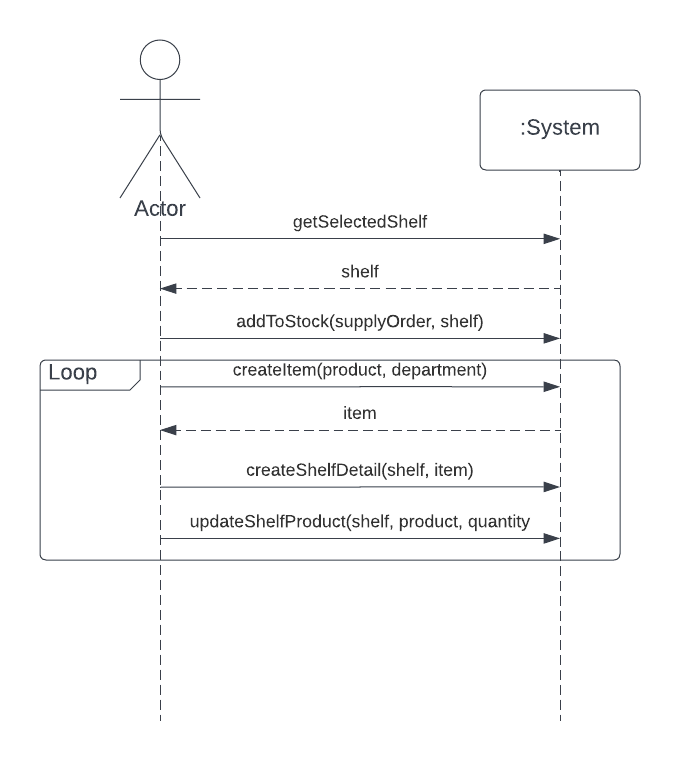 :System
Actor
getSelectedShelf
shelf
addToStock(supplyOrder, shelf)
Loop
createItem(product, department)
item
createShelfDetail(shelf, item)
updateShelfProduct(shelf, product, quantity